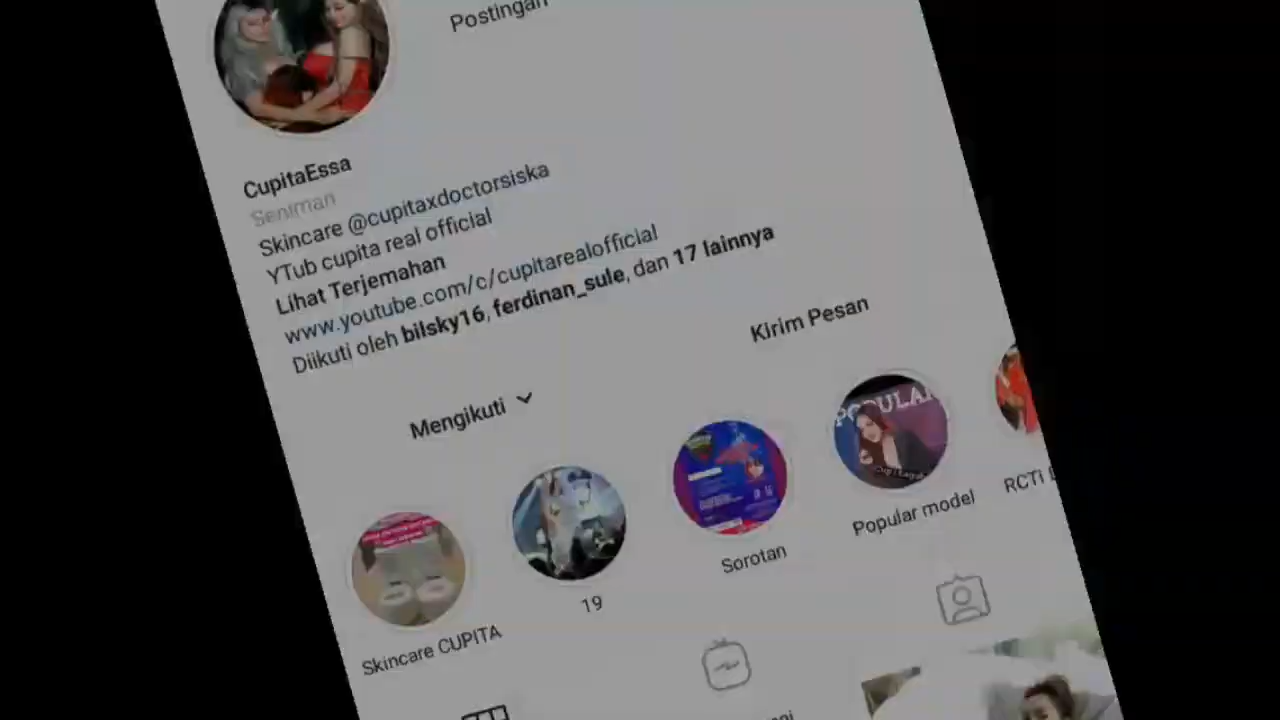 Postingan
CupitaEssa
Seniman
Skincare @cupitaxdoctorsiska
YTub cupita real official
Lihat Terjemahan
www.youtube.com/c/cupitarealofficial
Diikuti oleh bilsky16, ferdinan_sule, dan 17 lainnya
Kirim Pesan
Mengikuti
POPULAR
Skincare CUPITA
19
Sorotan
Popular model
RCTi